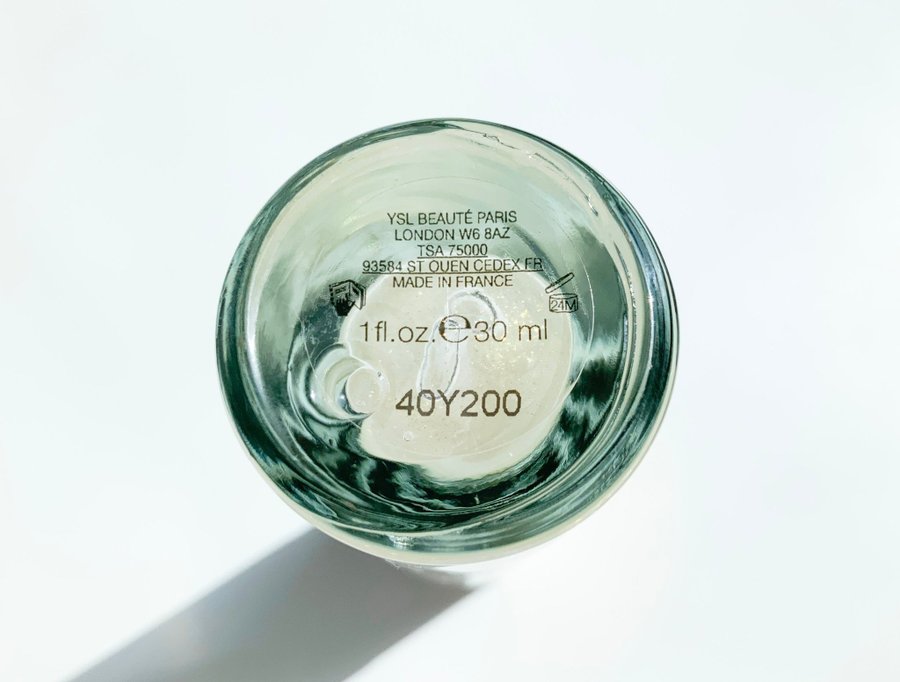 YSL BEAUTÉ PARIS
LONDON W6 8AZ
TSA 75000
93584 ST OUEN CEDEX FR
MADE IN FRANCE
24M
1fl.oz.℮30 ml
40Y200